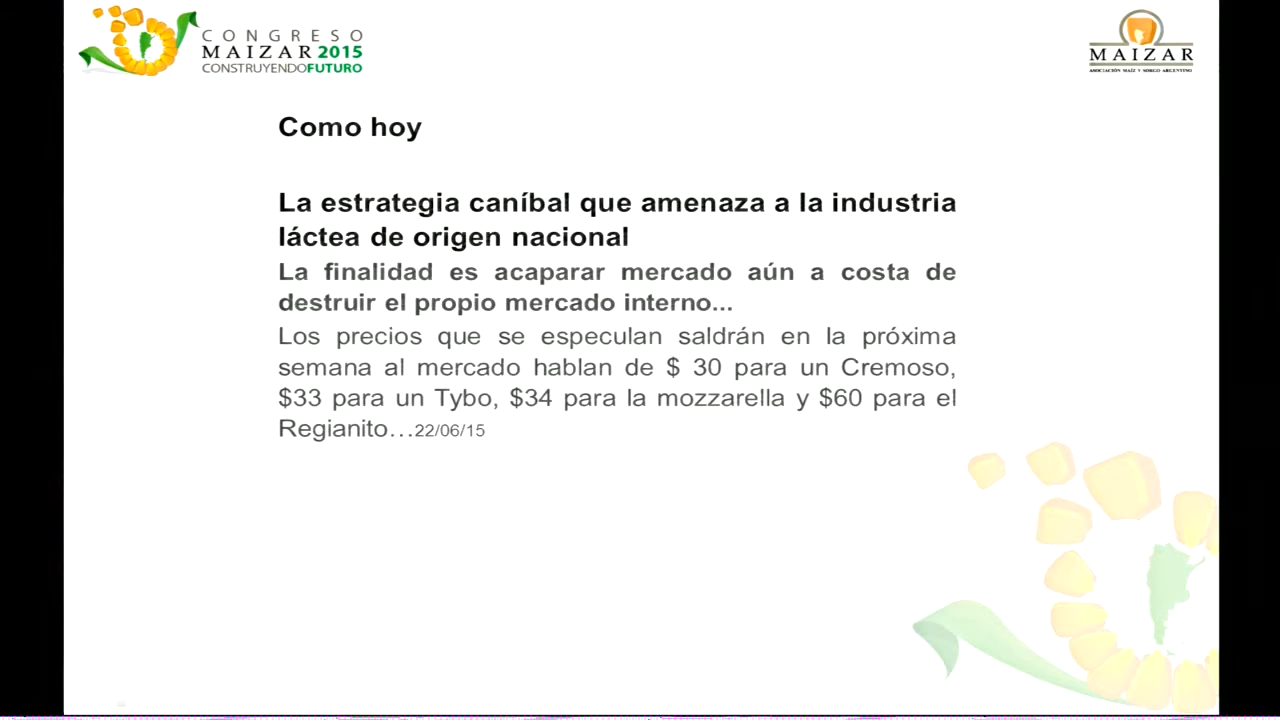 CONGRESO
MAIZAR 2015
CONSTRUYENDOFUTURO
MAIZAR
ASOCIACIÓN MAÍZ Y SORGO ARGENTINO
Como hoy
La estrategia caníbal que amenaza a la industria
láctea de origen nacional
La finalidad es acaparar mercado aún a costa de
destruir el propio mercado interno...
Los precios que se especulan saldrán en la próxima
semana al mercado hablan de $ 30 para un Cremoso,
$33 para un Tybo, $34 para la mozzarella y $60 para el
Regianito…22/06/15